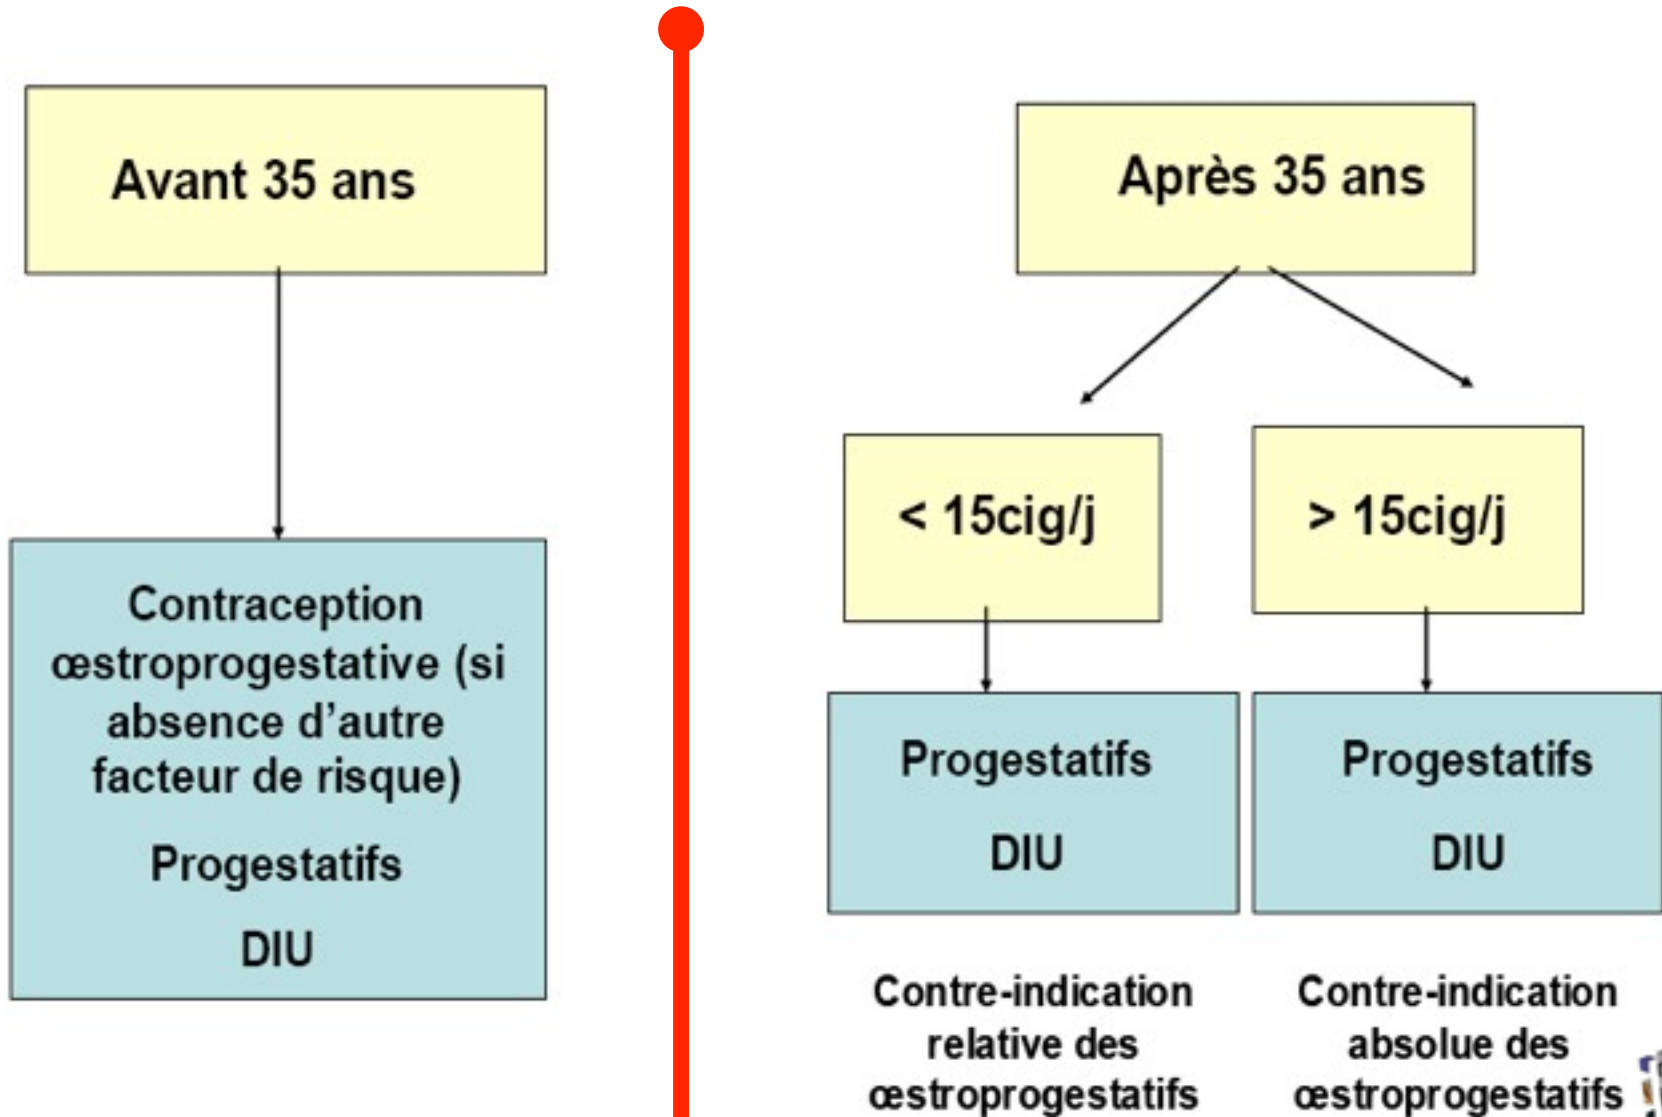 Avant 35 ans
Contraception
œstroprogestative (si
absence d’autre
facteur de risque)
Progestatifs
DIU
Après 35 ans
< 15cig/j
> 15cig/j
Progestatifs
DIU
Progestatifs
DIU
Contre-indication
relative des
œstroprogestatifs
Contre-indication
absolue des
œstroprogestatifs